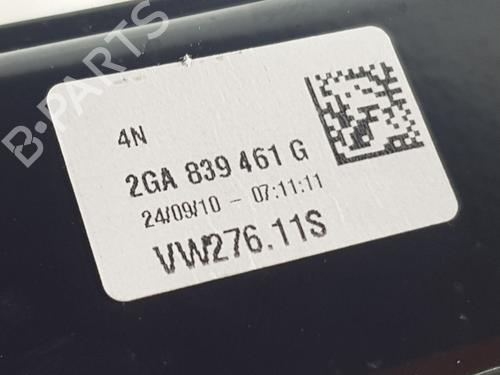 B-PARTS
4N
2GA 839 461 G
24/09/10 - 07:11:11
VW276.11S